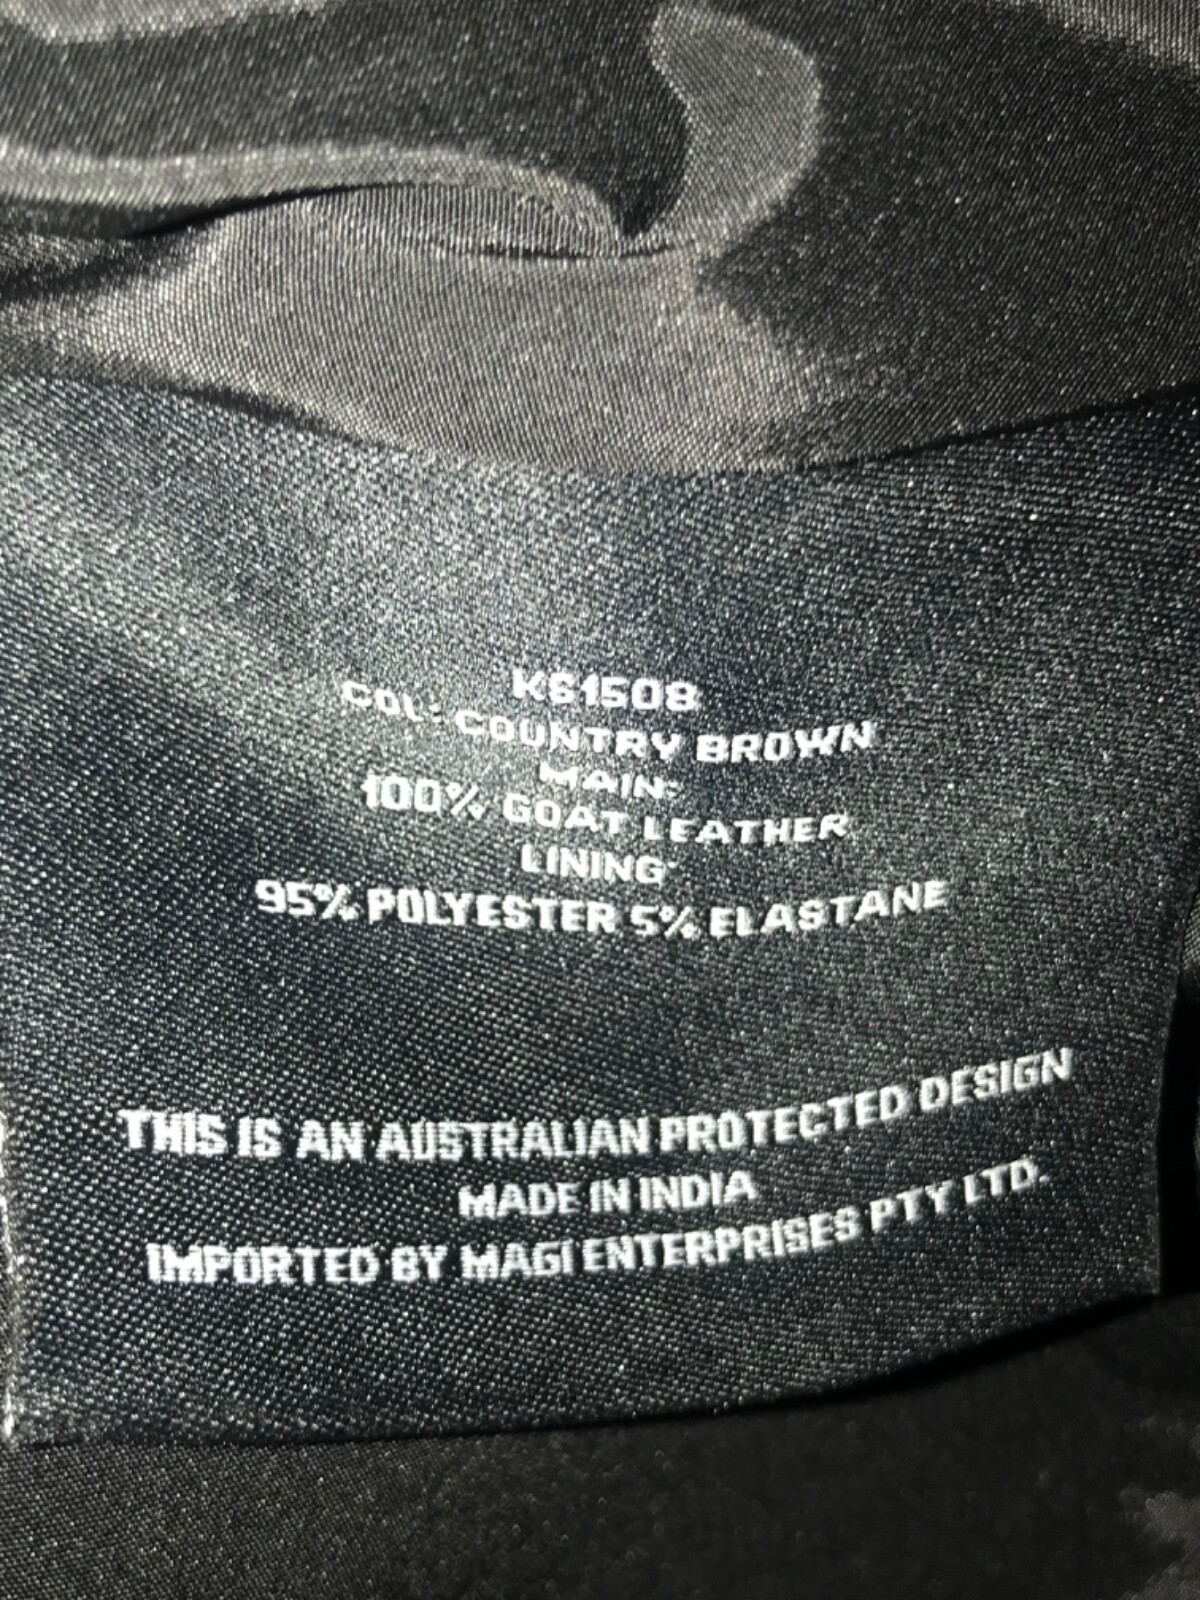 K61508
COL: COUNTRY BROWN
MAIN:
100% GOAT LEATHER
LINING:
95% POLYESTER 5% ELASTANE
THIS IS AN AUSTRALIAN PROTECTED DESIGN
MADE IN INDIA
IMPORTED BY MAGI ENTERPRISES PTY LTD.